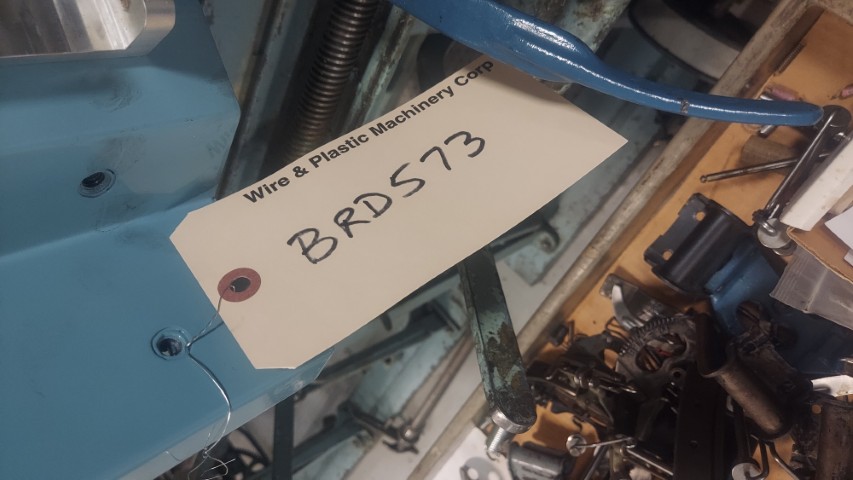 Wire & Plastic Machinery Corp
BRD573